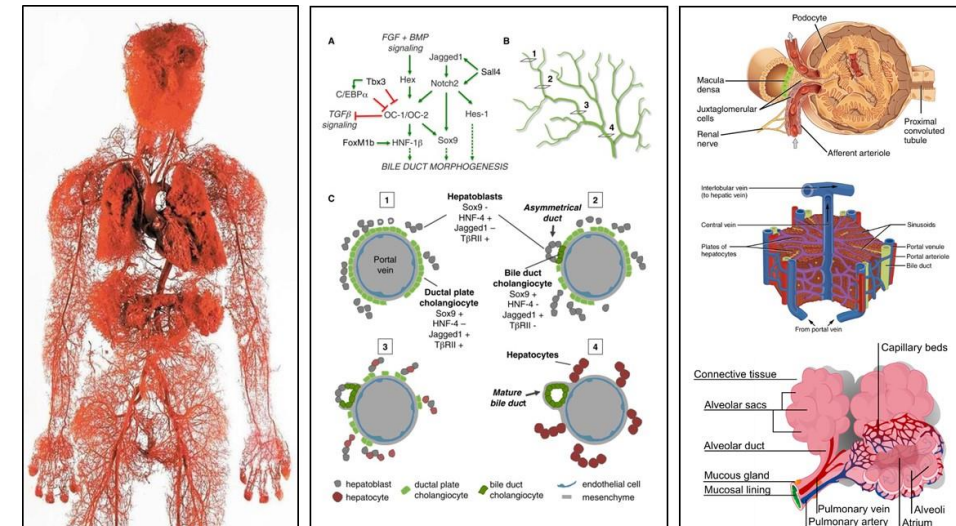 A
FGF + BMP
signaling
Jagged1
Sall4
Hex
Notch2
Tbx3
C/EBPα
TGFβ
signaling
OC-1/OC-2
Hes-1
FoxM1b
HNF-1β
Sox9
BILE DUCT MORPHOGENESIS
B
1
2
3
4
C
1
Portal
vein
Hepatoblasts
Sox9 -
HNF-4 +
Jagged1 –
TβRII +
Ductal plate
cholangiocyte
Sox9 +
HNF-4 –
Jagged1 +
TβRII +
Asymmetrical
duct
2
Bile duct
cholangiocyte
Sox9 +
HNF-4 -
Jagged1 +
TβRII -
3
Hepatocytes
4
Mature
bile duct
hepatoblast
hepatocyte
ductal plate
cholangiocyte
bile duct
cholangiocyte
endothelial cell
mesenchyme
Podocyte
Macula
densa
Juxtaglomerular
cells
Renal
nerve
Afferent arteriole
Proximal
convoluted
tubule
Interlobular vein
(to hepatic vein)
Central vein
Plates of
hepatocytes
Sinusoids
Portal venule
Portal arteriole
Bile duct
From portal vein
Capillary beds
Connective tissue
Alveolar sacs
Alveolar duct
Mucous gland
Mucosal lining
Pulmonary vein
Pulmonary artery
Alveoli
Atrium